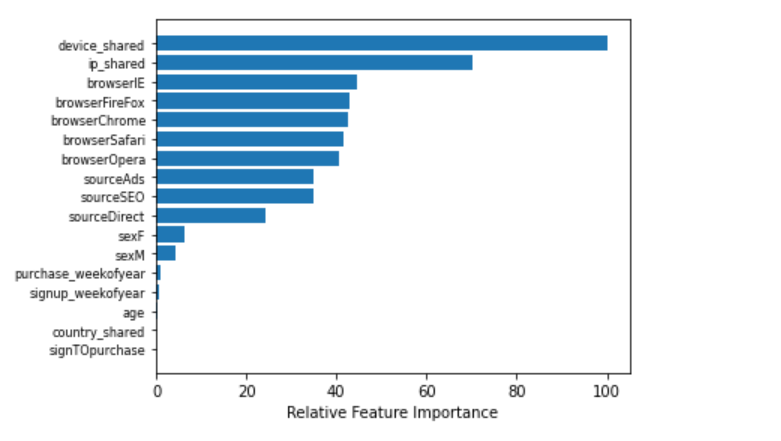 device_shared
ip_shared
browserIE
browserFireFox
browserChrome
browserSafari
browserOpera
sourceAds
sourceSEO
sourceDirect
sexF
sexM
purchase_weekofyear
signup_weekofyear
age
country_shared
signTOpurchase
0 20 40 60 80 100
Relative Feature Importance